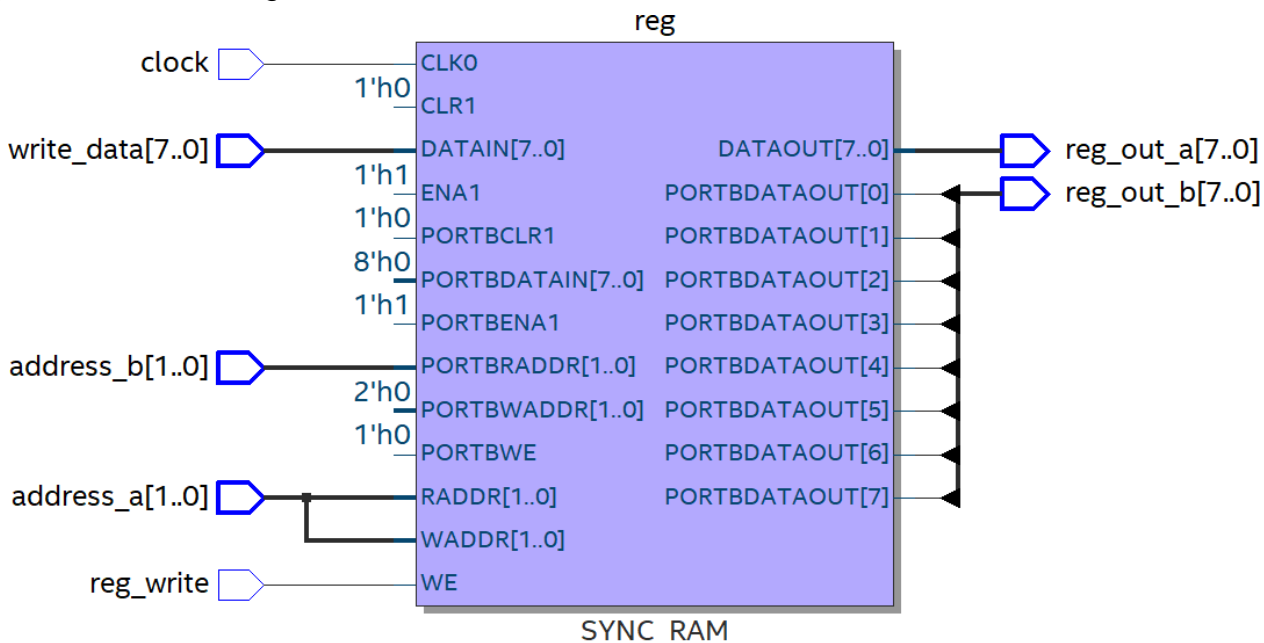 reg
clock
CLK0
1'h0
CLR1
write_data[7..0]
DATAIN[7..0]
DATAOUT[7..0]
reg_out_a[7..0]
1'h1
ENA1
PORTBDATAOUT[0]
reg_out_b[7..0]
1'h0
PORTBCLR1
PORTBDATAOUT[1]
8'h0
PORTBDATAIN[7..0]
PORTBDATAOUT[2]
1'h1
PORTBENA1
PORTBDATAOUT[3]
address_b[1..0]
PORTBRADDR[1..0]
PORTBDATAOUT[4]
2'h0
PORTBWADDR[1..0]
PORTBDATAOUT[5]
1'h0
PORTBWE
PORTBDATAOUT[6]
address_a[1..0]
RADDR[1..0]
PORTBDATAOUT[7]
WADDR[1..0]
reg_write
WE
SYNC_RAM